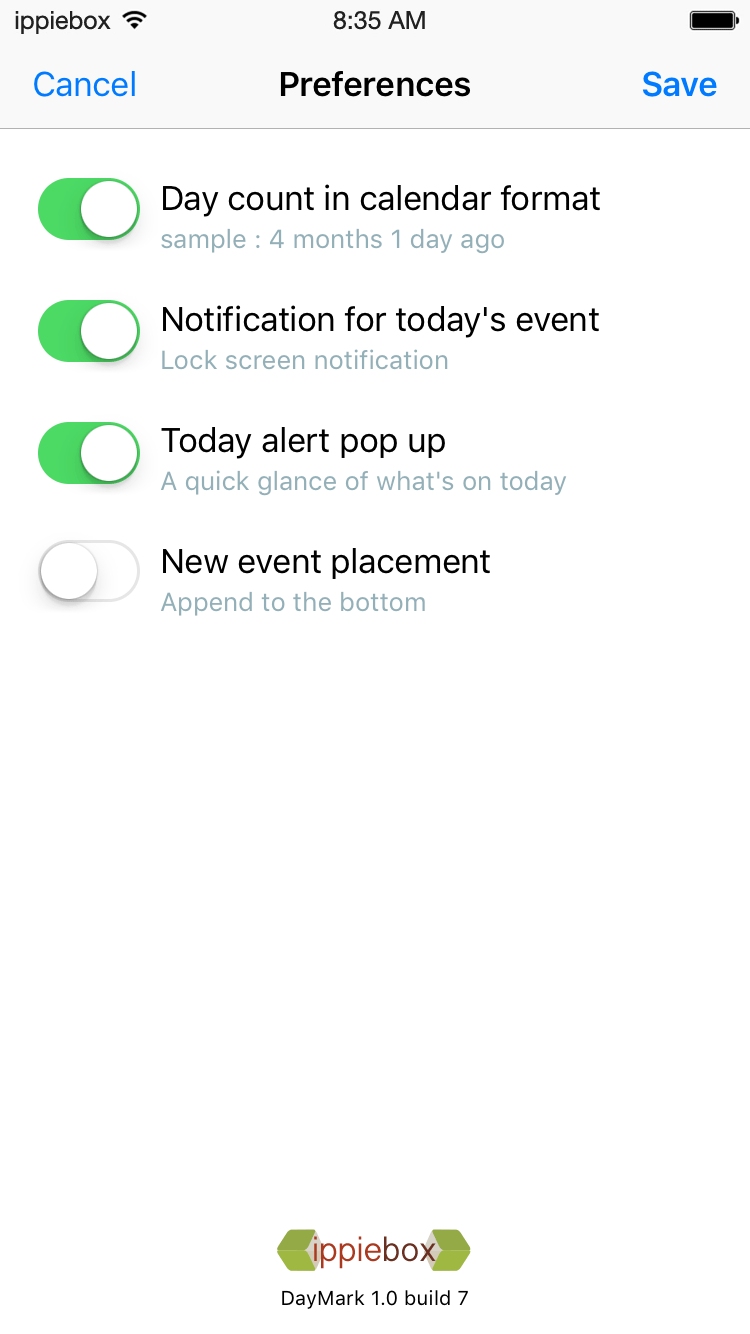 ippiebox 8:35 AM
Cancel Preferences Save
Day count in calendar format
sample : 4 months 1 day ago
Notification for today's event
Lock screen notification
Today alert pop up
A quick glance of what's on today
New event placement
Append to the bottom
ippiebox
DayMark 1.0 build 7